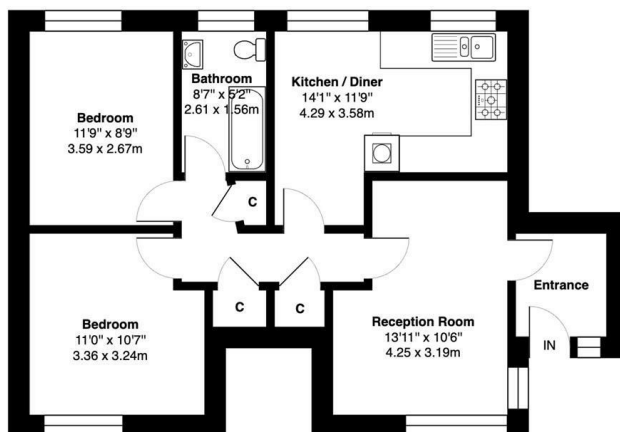 Bedroom
11'9" x 8'9"
3.59 x 2.67m
Bathroom
8'7" x 5'2"
2.61 x 1.56m
Kitchen / Diner
14'1" x 11'9"
4.29 x 3.58m
C
C
C
Bedroom
11'0" x 10'7"
3.36 x 3.24m
Reception Room
13'11" x 10'6"
4.25 x 3.19m
Entrance
IN